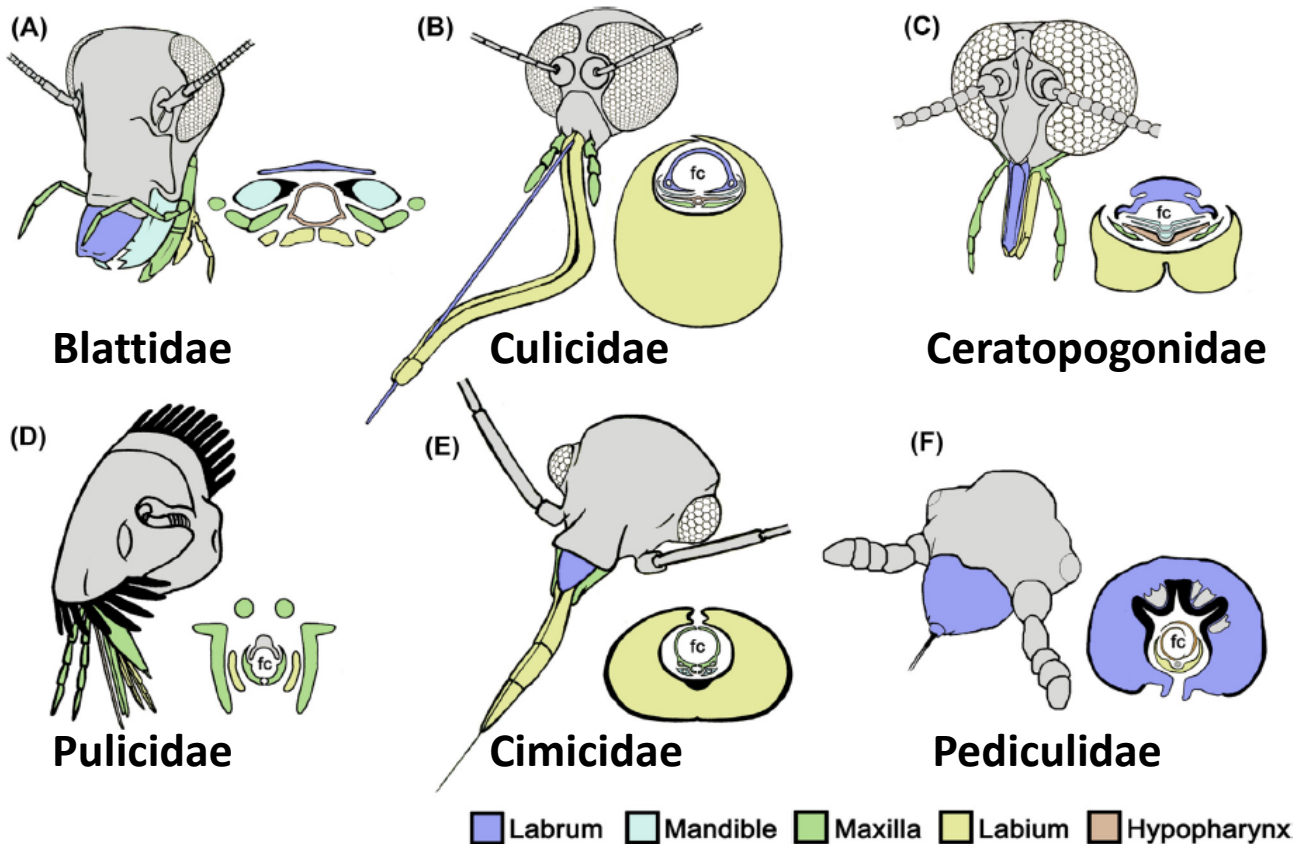 (A)
(B)
fc
(C)
fc
Blattidae
Culicidae
Ceratopogonidae
(D)
fc
(E)
fc
(F)
fc
Pulicidae
Cimicidae
Pediculidae
Labrum Mandible Maxilla Labium Hypopharynx